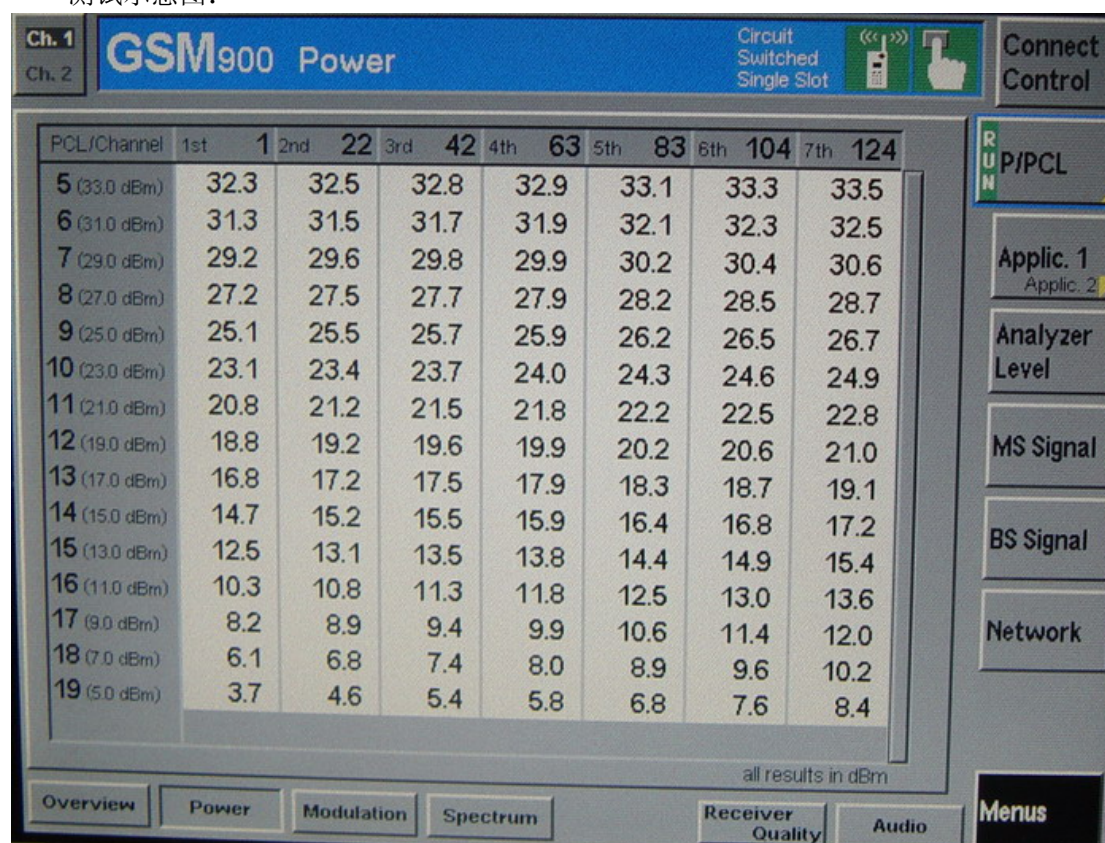 测试示意图：
Ch. 1
Ch. 2
GSM900 Power
Circuit Switched Single Slot
Connect Control
PCL/Channel 1st 1 2nd 22 3rd 42 4th 63 5th 83 6th 104 7th 124
5 (33.0 dBm) 32.3 32.5 32.8 32.9 33.1 33.3 33.5
6 (31.0 dBm) 31.3 31.5 31.7 31.9 32.1 32.3 32.5
7 (29.0 dBm) 29.2 29.6 29.8 29.9 30.2 30.4 30.6
8 (27.0 dBm) 27.2 27.5 27.7 27.9 28.2 28.5 28.7
9 (25.0 dBm) 25.1 25.5 25.7 25.9 26.2 26.5 26.7
10 (23.0 dBm) 23.1 23.4 23.7 24.0 24.3 24.6 24.9
11 (21.0 dBm) 20.8 21.2 21.5 21.8 22.2 22.5 22.8
12 (19.0 dBm) 18.8 19.2 19.6 19.9 20.2 20.6 21.0
13 (17.0 dBm) 16.8 17.2 17.5 17.9 18.3 18.7 19.1
14 (15.0 dBm) 14.7 15.2 15.5 15.9 16.4 16.8 17.2
15 (13.0 dBm) 12.5 13.1 13.5 13.8 14.4 14.9 15.4
16 (11.0 dBm) 10.3 10.8 11.3 11.8 12.5 13.0 13.6
17 (9.0 dBm) 8.2 8.9 9.4 9.9 10.6 11.4 12.0
18 (7.0 dBm) 6.1 6.8 7.4 8.0 8.9 9.6 10.2
19 (5.0 dBm) 3.7 4.6 5.4 5.8 6.8 7.6 8.4
all results in dBm
RUN P/PCL
Applic. 1
Applic. 2
Analyzer Level
MS Signal
BS Signal
Network
Menus
Overview Power Modulation Spectrum Receiver Quality Audio